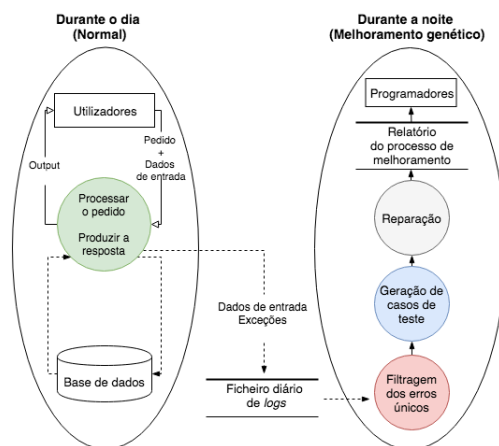 Durante o dia
(Normal)
Utilizadores
Output
Pedido
+
Dados
de entrada
Processar
o pedido
Produzir a
resposta
Base de dados
Dados de entrada
Exceções
Ficheiro diário
de logs
Durante a noite
(Melhoramento genético)
Programadores
Relatório
do processo de
melhoramento
Reparação
Geração de
casos de
teste
Filtragem
dos erros
únicos